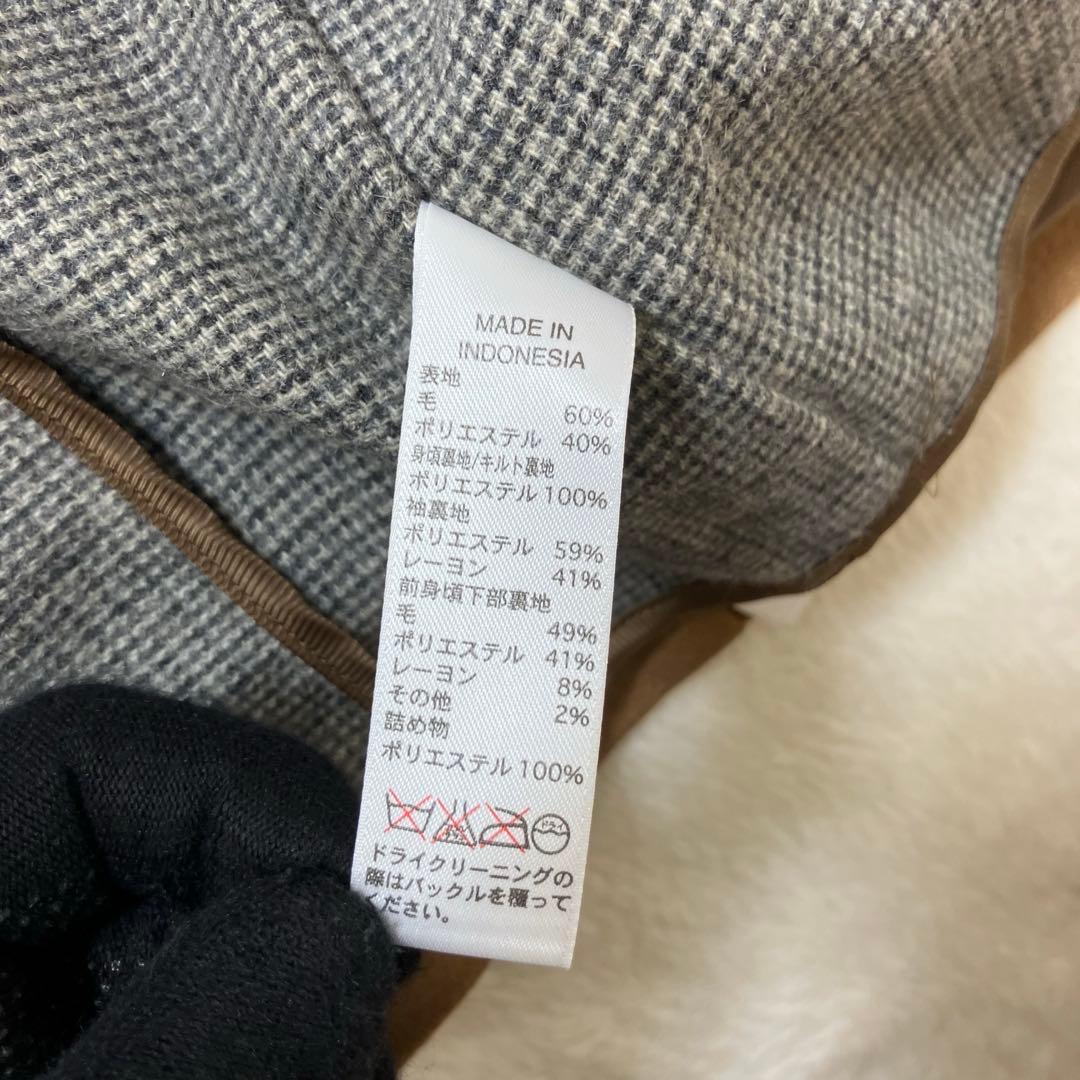 MADE IN
INDONESIA
表地
毛 60%
ポリエステル 40%
身頃裏地/キルト裏地
ポリエステル 100%
袖裏地
ポリエステル 59%
レーヨン 41%
前身頃下部裏地
毛 49%
ポリエステル 41%
レーヨン 8%
その他 2%
詰め物
ポリエステル 100%
ドライ
ドライクリーニングの
際はバックルを覆って
ください。